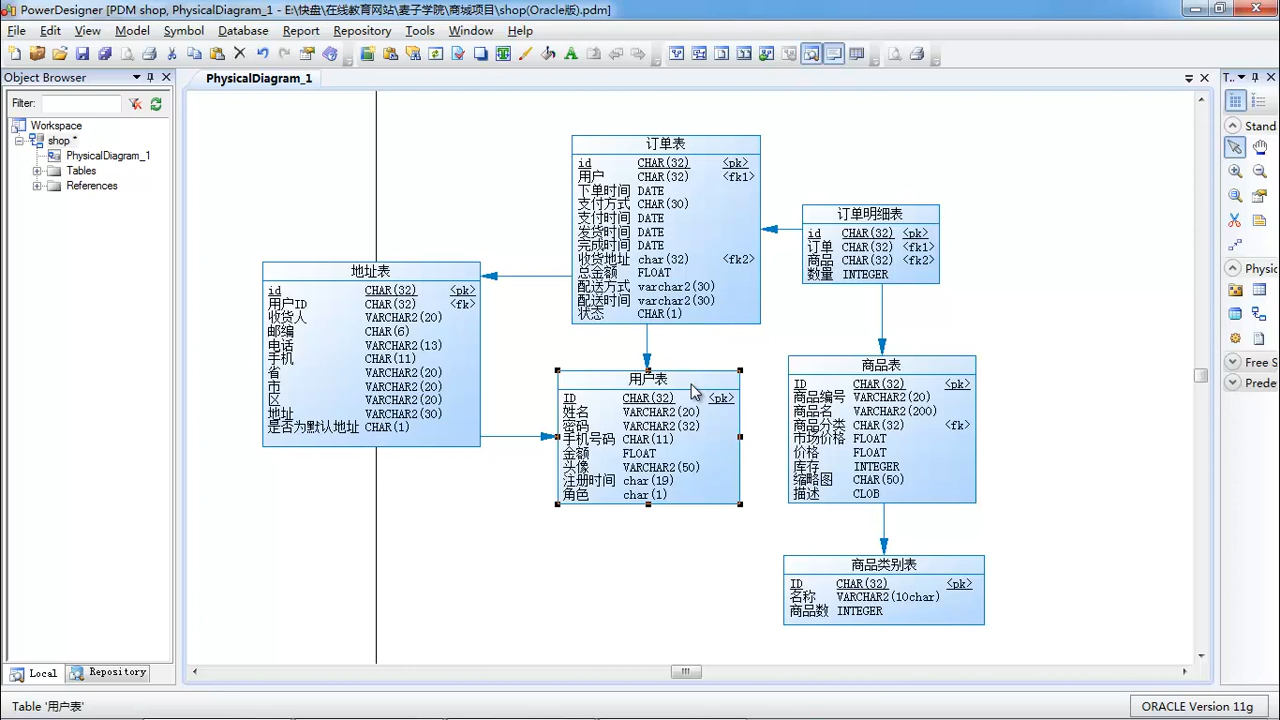 PowerDesigner [PDM shop, PhysicalDiagram_1 - E:\快盘\在线教育网站\麦子学院\商城项目\shop(Oracle版).pdm]
File Edit View Model Symbol Database Report Repository Tools Window Help
Object Browser
PhysicalDiagram_1
T...
Filter:
Workspace
shop *
PhysicalDiagram_1
Tables
References
Stand
Physic
Free S
Prede
订单表
id CHAR(32) <pk>
用户 CHAR(32) <fk1>
下单时间 DATE
支付方式 CHAR(30)
支付时间 DATE
发货时间 DATE
完成时间 DATE
收货地址 char(32) <fk2>
总金额 FLOAT
配送方式 varchar2(30)
配送时间 varchar2(30)
状态 CHAR(1)
订单明细表
id CHAR(32) <pk>
订单 CHAR(32) <fk1>
商品 CHAR(32) <fk2>
数量 INTEGER
地址表
id CHAR(32) <pk>
用户ID CHAR(32) <fk>
收货人 VARCHAR2(20)
邮编 CHAR(6)
电话 VARCHAR2(13)
手机 CHAR(11)
省 VARCHAR2(20)
市 VARCHAR2(20)
区 VARCHAR2(20)
地址 VARCHAR2(30)
是否为默认地址 CHAR(1)
用户表
ID CHAR(32) <pk>
姓名 VARCHAR2(20)
密码 VARCHAR2(32)
手机号码 CHAR(11)
金额 FLOAT
头像 VARCHAR2(50)
注册时间 char(19)
角色 char(1)
商品表
ID CHAR(32) <pk>
商品编号 VARCHAR2(20)
商品名 VARCHAR2(200)
商品分类 CHAR(32) <fk>
市场价格 FLOAT
价格 FLOAT
库存 INTEGER
缩略图 CHAR(50)
描述 CLOB
商品类别表
ID CHAR(32) <pk>
名称 VARCHAR2(10char)
商品数 INTEGER
Local Repository
Table '用户表'
ORACLE Version 11g